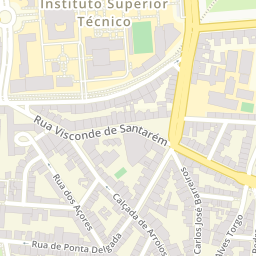 Instituto Superior
Técnico
Rua Visconde de Santarém
Rua dos Açores
Calçada de Arroios
Carlos José Barreiros
Alves Torgo
Rua de Ponta Delgada